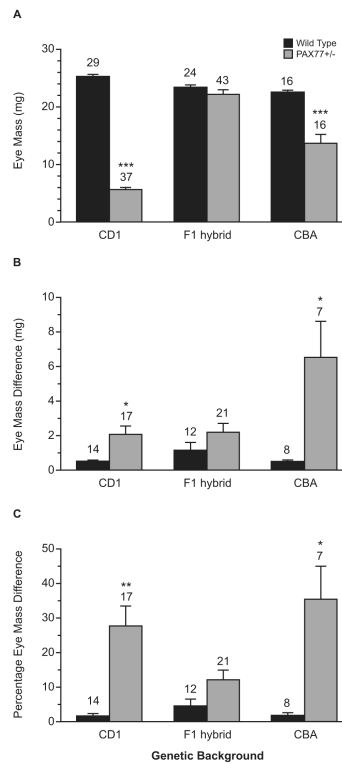 A
Eye Mass (mg)
30
20
10
0
Wild Type
PAX77+/-
29
***
37
24
43
16
***
16
CD1
F1 hybrid
CBA
B
Eye Mass Difference (mg)
10
8
6
4
2
0
14
*
17
12
21
8
*
7
CD1
F1 hybrid
CBA
C
Percentage Eye Mass Difference
50
40
30
20
10
0
14
**
17
12
21
8
*
7
CD1
F1 hybrid
CBA
Genetic Background